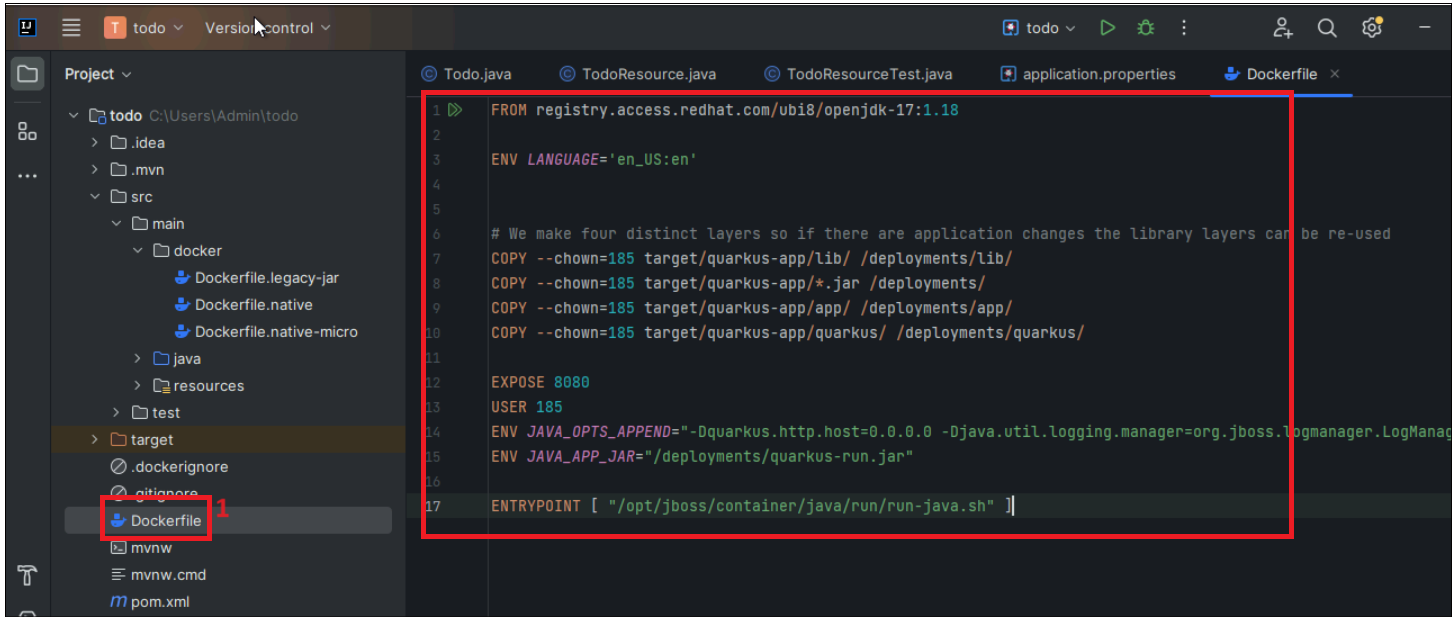 T todo Version control todo
Project
Todo.java TodoResource.java TodoResourceTest.java application.properties Dockerfile
todo C:\Users\Admin\todo
.idea
.mvn
src
main
docker
Dockerfile.legacy-jar
Dockerfile.native
Dockerfile.native-micro
java
resources
test
target
.dockerignore
.gitignore
Dockerfile 1
mvnw
mvnw.cmd
m pom.xml
1 FROM registry.access.redhat.com/ubi8/openjdk-17:1.18
2
3 ENV LANGUAGE='en_US:en'
4
5
6 # We make four distinct layers so if there are application changes the library layers can be re-used
7 COPY --chown=185 target/quarkus-app/lib/ /deployments/lib/
8 COPY --chown=185 target/quarkus-app/*.jar /deployments/
9 COPY --chown=185 target/quarkus-app/app/ /deployments/app/
10 COPY --chown=185 target/quarkus-app/quarkus/ /deployments/quarkus/
11
12 EXPOSE 8080
13 USER 185
14 ENV JAVA_OPTS_APPEND="-Dquarkus.http.host=0.0.0.0 -Djava.util.logging.manager=org.jboss.logmanager.LogManag
15 ENV JAVA_APP_JAR="/deployments/quarkus-run.jar"
16
17 ENTRYPOINT [ "/opt/jboss/container/java/run/run-java.sh" ]